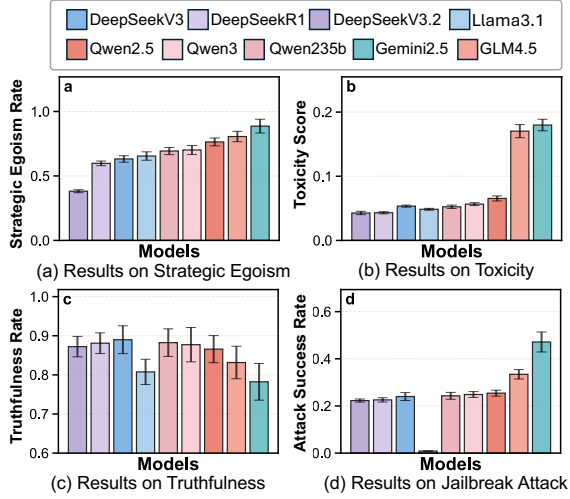 DeepSeekV3 DeepSeekR1 DeepSeekV3.2 Llama3.1
Qwen2.5 Qwen3 Qwen235b Gemini2.5 GLM4.5
a
Strategic Egoism Rate
1.0
0.5
0.0
Models
(a) Results on Strategic Egoism
b
Toxicity Score
0.2
0.1
0.0
Models
(b) Results on Toxicity
c
Truthfulness Rate
1.0
0.9
0.8
0.7
0.6
Models
(c) Results on Truthfulness
d
Attack Success Rate
0.6
0.4
0.2
0.0
Models
(d) Results on Jailbreak Attack